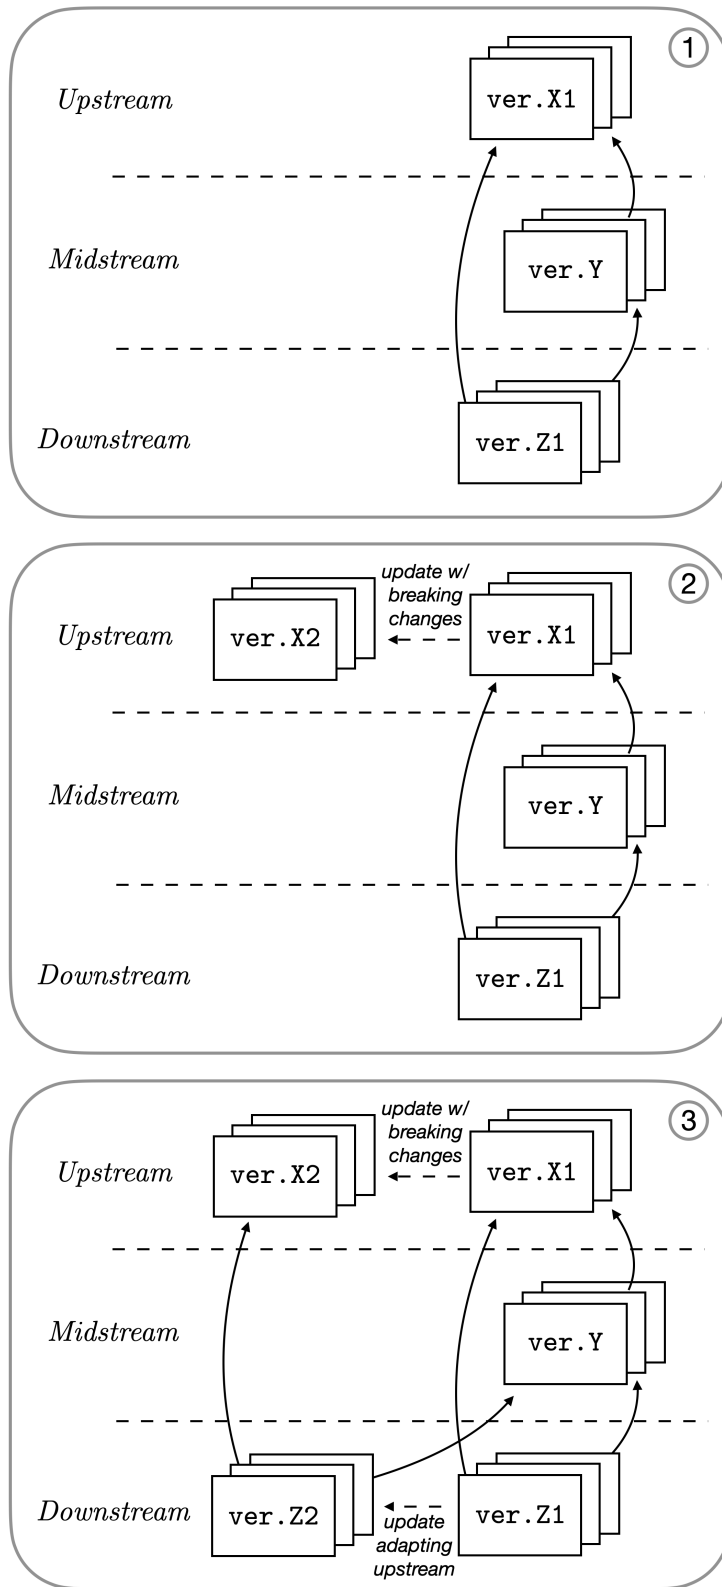 1
Upstream
ver.X1
Midstream
ver.Y
Downstream
ver.Z1
2
update w/
breaking
changes
Upstream
ver.X2
ver.X1
Midstream
ver.Y
Downstream
ver.Z1
3
update w/
breaking
changes
Upstream
ver.X2
ver.X1
Midstream
ver.Y
Downstream
ver.Z2
ver.Z1
update
adapting
upstream